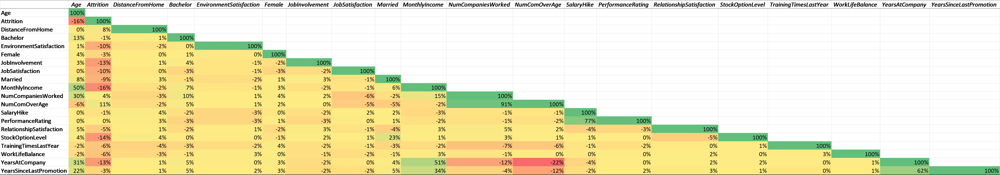 Age Attrition DistanceFromHome Bachelor EnvironmentSatisfaction Female JobInvolvement JobSatisfaction Married MonthlyIncome NumCompaniesWorked NumComOverAge SalaryHike PerformanceRating RelationshipSatisfaction StockOptionLevel TrainingTimesLastYear WorkLifeBalance YearsAtCompany YearsSinceLastPromotion
Age 100%
Attrition -16% 100%
DistanceFromHome 0% 8% 100%
Bachelor 13% -1% 1% 100%
EnvironmentSatisfaction 1% -10% -2% 0% 100%
Female 4% -3% 0% 1% 0% 100%
JobInvolvement 3% -13% 1% 4% -1% -2% 100%
JobSatisfaction 0% -10% 0% -3% -1% -3% -2% 100%
Married 8% -9% 3% -1% -2% 1% 3% -1% 100%
MonthlyIncome 50% -16% -2% 7% -1% 3% -2% -1% 6% 100%
NumCompaniesWorked 30% 4% -3% 10% 1% 4% 2% -6% -2% 15% 100%
NumComOverAge -6% 11% -2% 5% 1% 2% 0% -5% -5% -2% 91% 100%
SalaryHike 0% -1% 4% -2% -3% 0% -2% 2% 2% -3% -1% -1% 100%
PerformanceRating 0% 0% 3% -3% -3% 1% -3% 0% 1% -2% -1% -2% 77% 100%
RelationshipSatisfaction 5% -5% 1% -2% 1% -2% 3% -1% -4% 3% 5% 2% -4% -3% 100%
StockOptionLevel 4% -14% 4% 0% 0% -1% 2% 1% 23% 1% 3% 1% 1% 0% -5% 100%
TrainingTimesLastYear -2% -6% -4% -3% -2% 4% -2% -1% -3% -2% -7% -6% -1% -2% 0% 1% 100%
WorkLifeBalance -2% -6% -3% -1% 3% 0% -1% -2% -1% 3% -1% 0% 0% 0% 2% 0% 3% 100%
YearsAtCompany 31% -13% 1% 5% 0% 3% -2% 0% 4% 51% -12% -22% -4% 0% 2% 2% 0% 1% 100%
YearsSinceLastPromotion 22% -3% 1% 5% 2% 3% -2% -2% 5% 34% -4% -12% -2% 2% 3% 1% 0% 1% 62% 100%